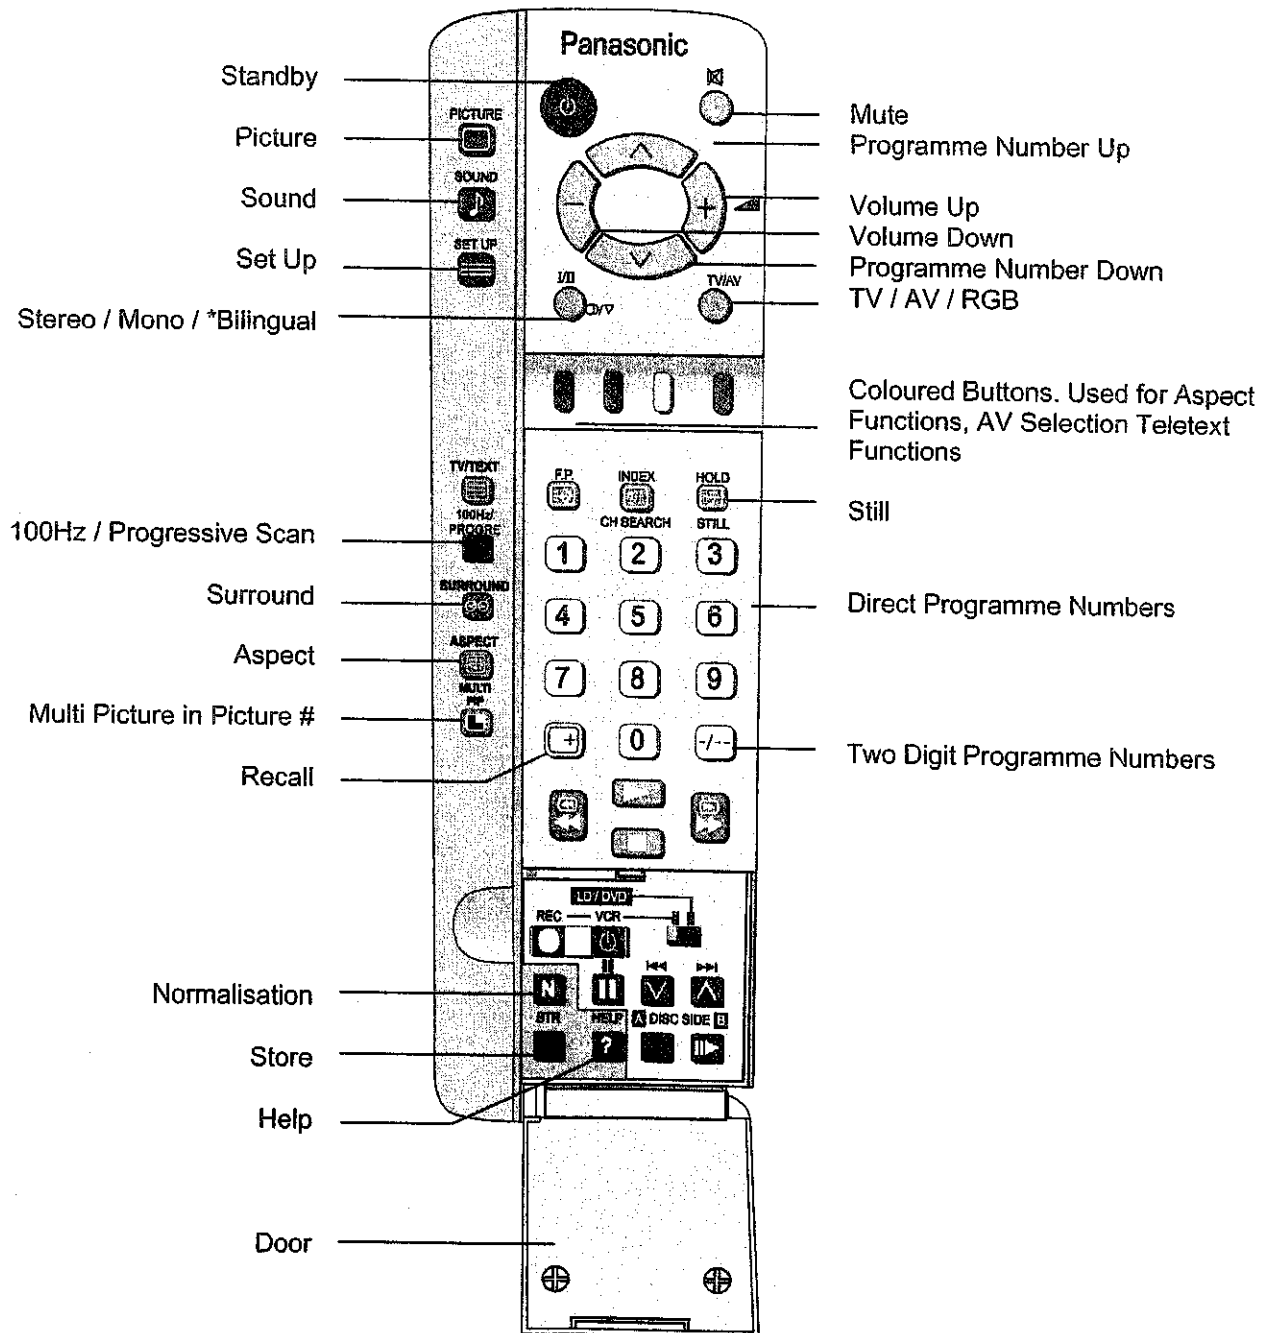 Panasonic
Standby
Mute
PICTURE
Picture
Programme Number Up
SOUND
Sound
Volume Up
Volume Down
SET UP
Set Up
Programme Number Down
I/II
TV/AV
TV / AV / RGB
Stereo / Mono / *Bilingual
Coloured Buttons. Used for Aspect
Functions, AV Selection Teletext
Functions
TV/TEXT
F.P.
INDEX
HOLD
Still
100Hz/
PROGRE
CH SEARCH
STILL
100Hz / Progressive Scan
1 2 3
SURROUND
Surround
4 5 6
Direct Programme Numbers
ASPECT
Aspect
7 8 9
MULTI
PIP
Multi Picture in Picture #
0 -/--
Two Digit Programme Numbers
Recall
LD / DVD
REC VCR
N
Normalisation
STR HELP A DISC SIDE B
?
Store
Help
Door